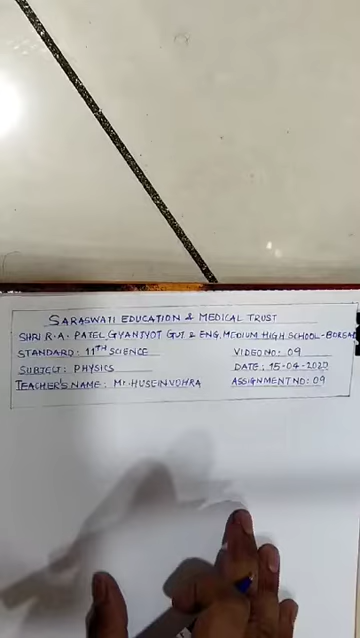 SARASWATI EDUCATION & MEDICAL TRUST
SHRI R.A. PATEL GYANJYOT GUJ & ENG. MEDIUM HIGH SCHOOL-BORSAD
STANDARD: 11TH SCIENCE VIDEO NO: 09
SUBJECT: PHYSICS DATE: 15-04-2020
TEACHER'S NAME: Mr. HUSEIN VOHRA ASSIGNMENT NO: 09